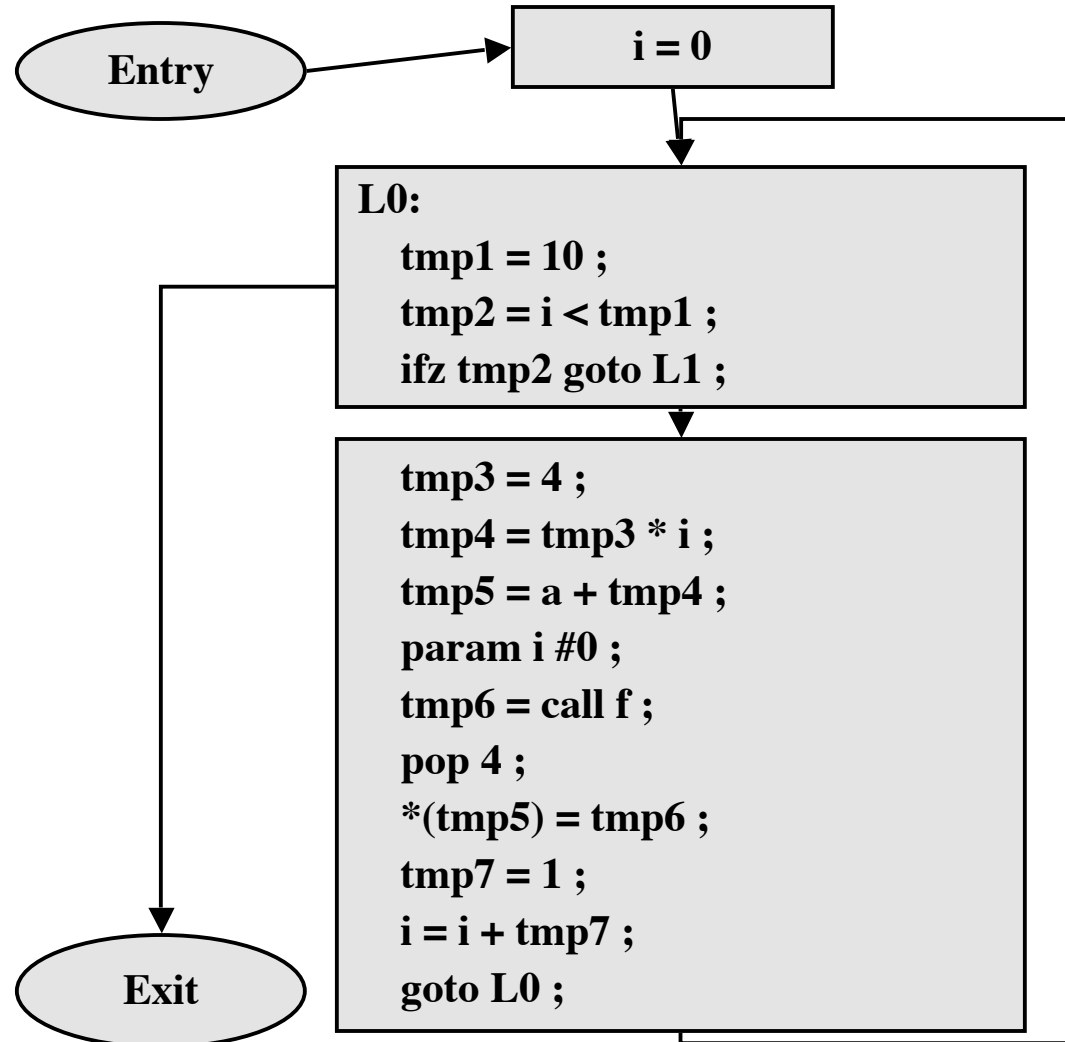 Entry
i = 0
L0:
tmp1 = 10 ;
tmp2 = i < tmp1 ;
ifz tmp2 goto L1 ;
tmp3 = 4 ;
tmp4 = tmp3 * i ;
tmp5 = a + tmp4 ;
param i #0 ;
tmp6 = call f ;
pop 4 ;
*(tmp5) = tmp6 ;
tmp7 = 1 ;
i = i + tmp7 ;
goto L0 ;
Exit